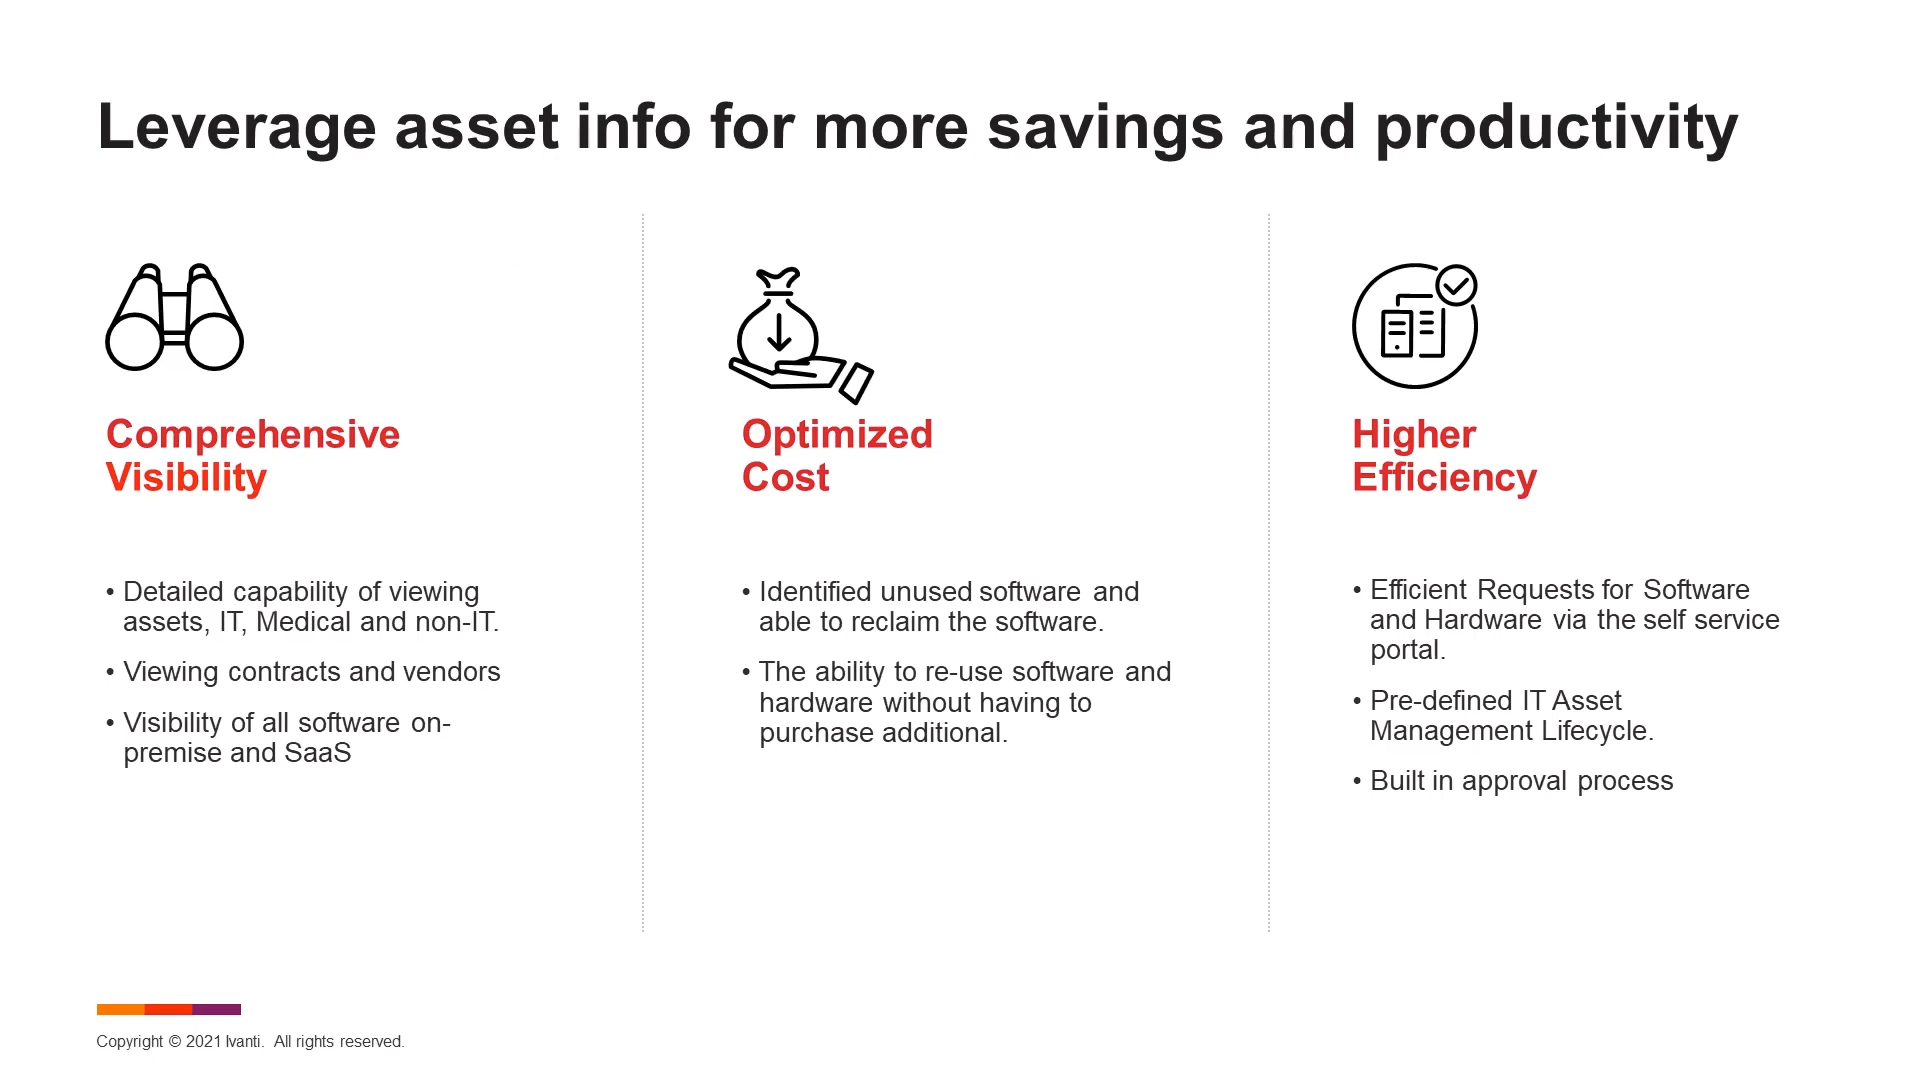 Leverage asset info for more savings and productivity
Comprehensive
Visibility
• Detailed capability of viewing
assets, IT, Medical and non-IT.
• Viewing contracts and vendors
• Visibility of all software on-
premise and SaaS
Optimized
Cost
• Identified unused software and
able to reclaim the software.
• The ability to re-use software and
hardware without having to
purchase additional.
Higher
Efficiency
• Efficient Requests for Software
and Hardware via the self service
portal.
• Pre-defined IT Asset
Management Lifecycle.
• Built in approval process
Copyright © 2021 Ivanti. All rights reserved.